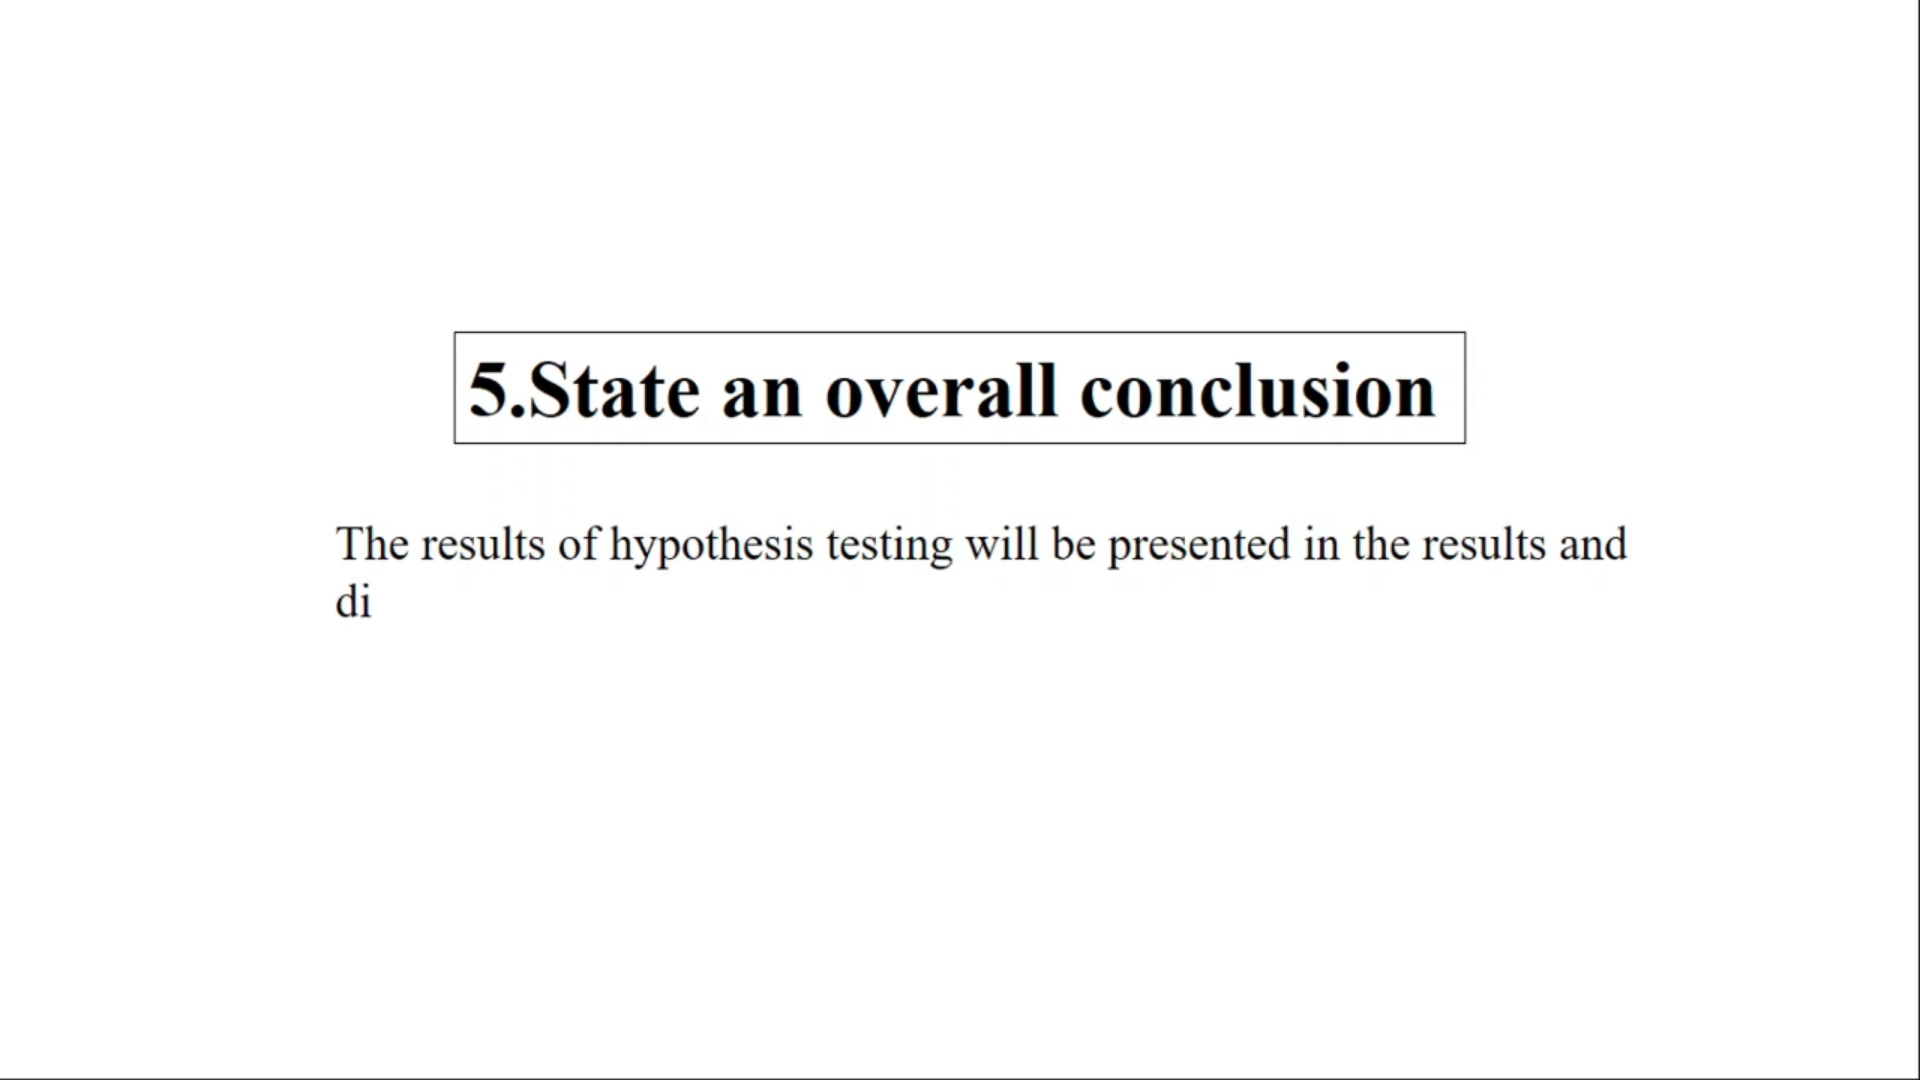 5.State an overall conclusion
The results of hypothesis testing will be presented in the results and
di